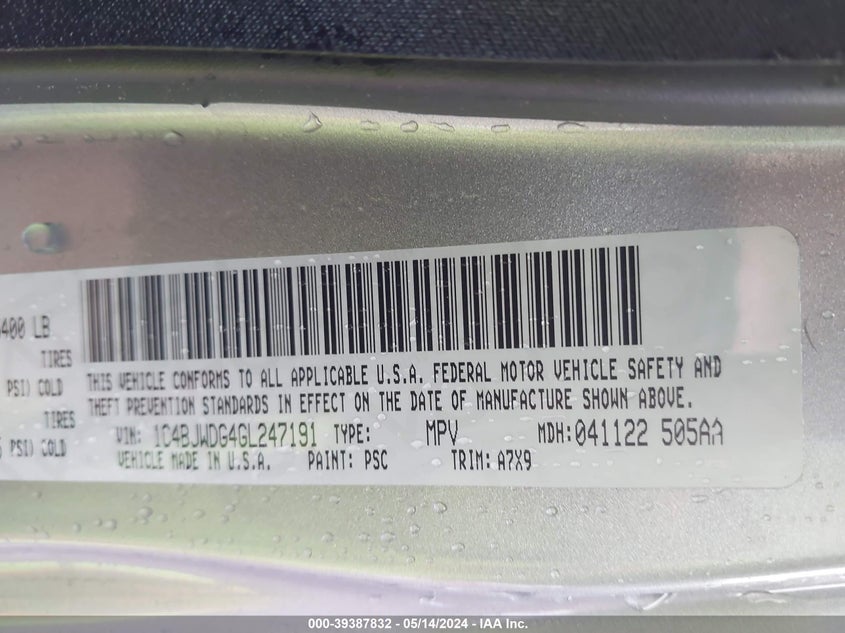 400 LB
TIRES
PSI) COLD
TIRES
PSI) COLD
THIS VEHICLE CONFORMS TO ALL APPLICABLE U.S.A. FEDERAL MOTOR VEHICLE SAFETY AND
THEFT PREVENTION STANDARDS IN EFFECT ON THE DATE OF MANUFACTURE SHOWN ABOVE.
VIN: 1C4BJWDG4GL247191 TYPE: MPV MDH: 041122 505AA
VEHICLE MADE IN U.S.A. PAINT: PSC TRIM: A7X9
000-39387832 - 05/14/2024 - IAA Inc.